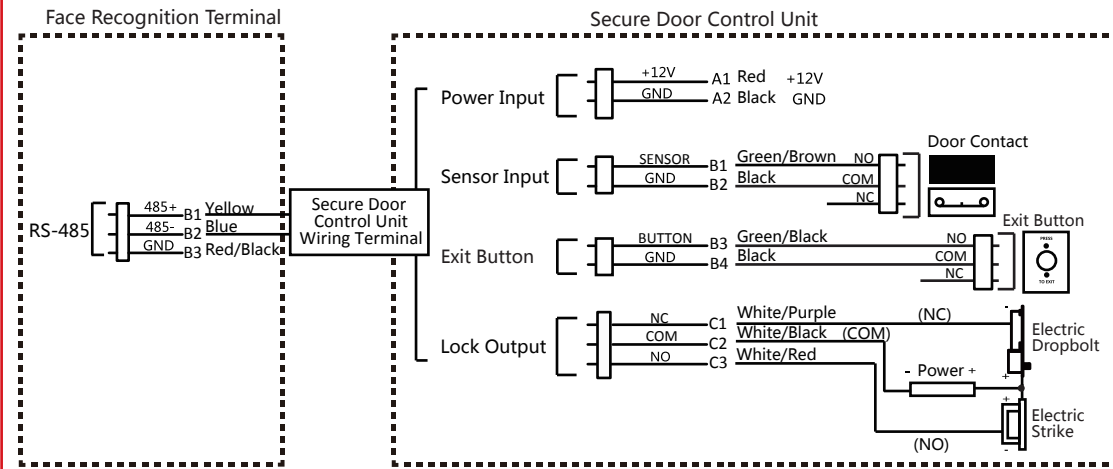 Face Recognition Terminal
Secure Door Control Unit
RS-485
485+ B1 Yellow
485- B2 Blue
GND B3 Red/Black
Secure Door
Control Unit
Wiring Terminal
Power Input
+12V A1 Red +12V
GND A2 Black GND
Sensor Input
SENSOR B1 Green/Brown NO
GND B2 Black COM
NC
Door Contact
Exit Button
BUTTON B3 Green/Black NO
GND B4 Black COM
NC
Exit Button
PRESS
TO EXIT
Lock Output
NC C1 White/Purple (NC)
COM C2 White/Black (COM)
NO C3 White/Red
-
Electric
Dropbolt
+
- Power +
+
Electric
Strike
-
(NO)